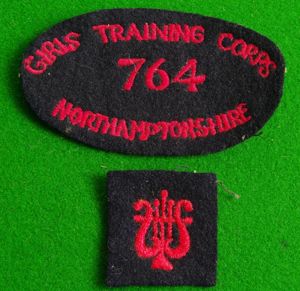 GIRLS TRAINING CORPS
764
NORTHAMPTONSHIRE